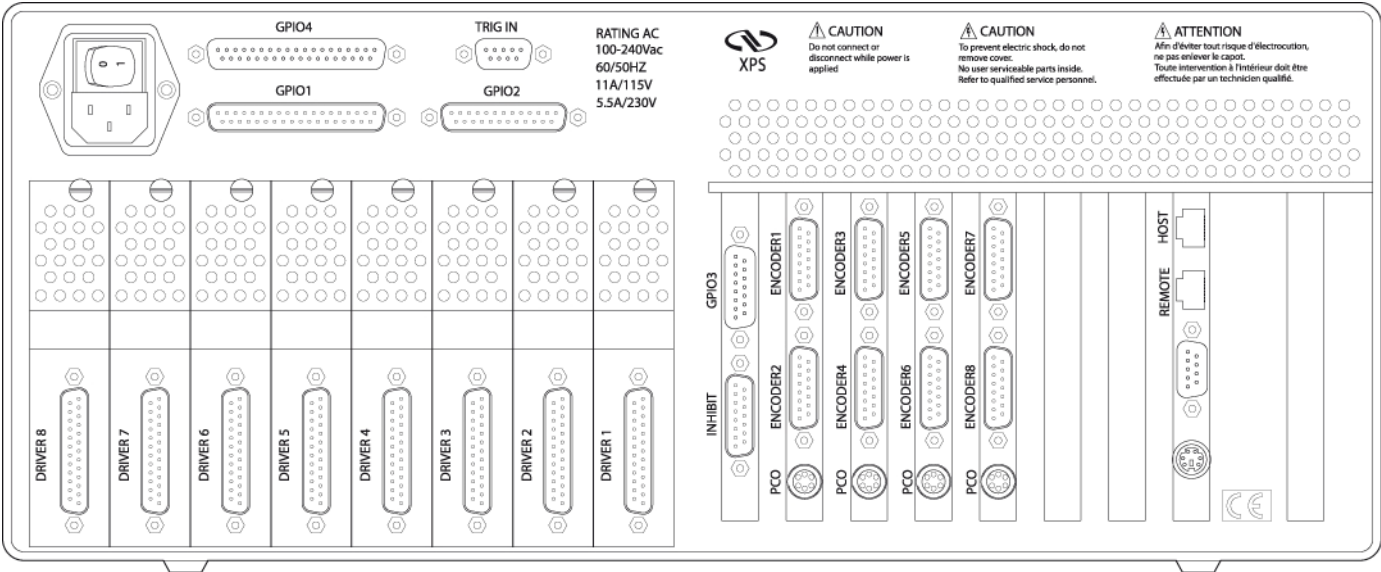 GPIO4
TRIG IN
RATING AC
100-240Vac
60/50HZ
11A/115V
5.5A/230V
GPIO1
GPIO2
0 1
XPS
CAUTION
Do not connect or
disconnect while power is
applied
CAUTION
To prevent electric shock, do not
remove cover.
No user serviceable parts inside.
Refer to qualified service personnel.
ATTENTION
Afin d'éviter tout risque d'électrocution,
ne pas enlever le capot.
Toute intervention à l'intérieur doit être
effectuée par un technicien qualifié.
DRIVER 8
DRIVER 7
DRIVER 6
DRIVER 5
DRIVER 4
DRIVER 3
DRIVER 2
DRIVER 1
GPIO3
INHIBIT
ENCODER1
ENCODER2
PCO
ENCODER3
ENCODER4
PCO
ENCODER5
ENCODER6
PCO
ENCODER7
ENCODER8
PCO
HOST
REMOTE
CE